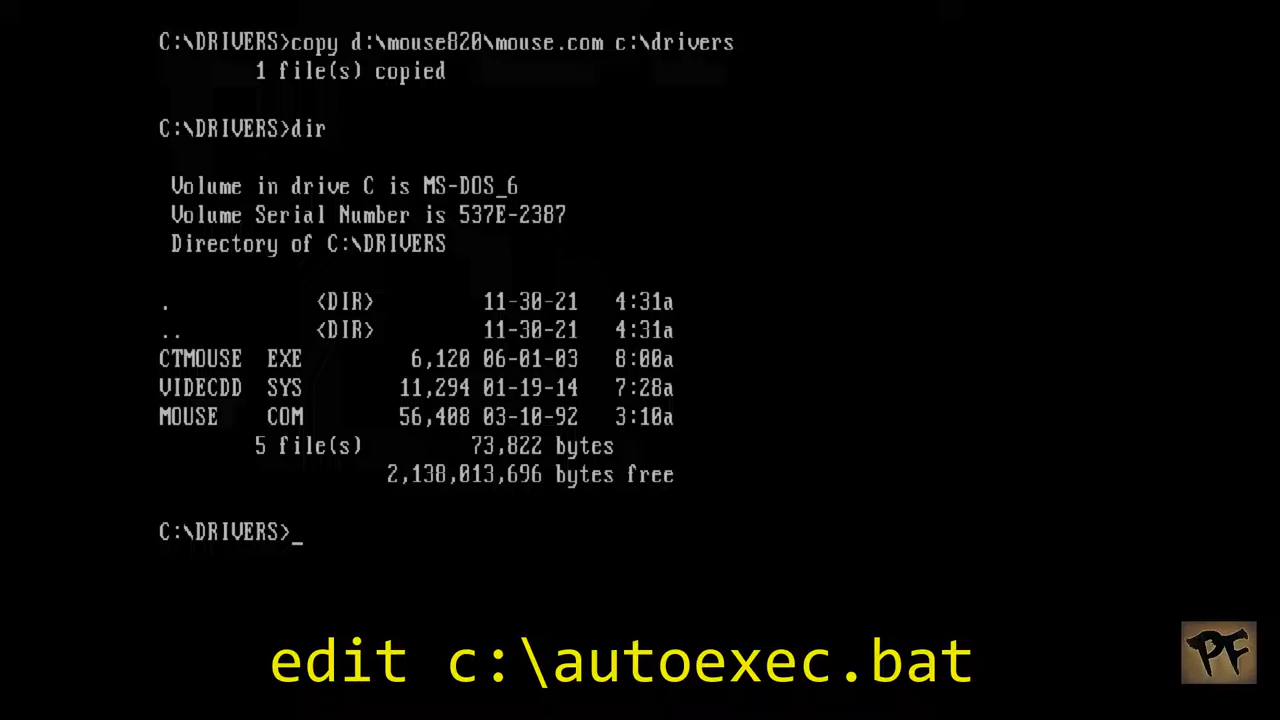 C:\DRIVERS>copy d:\mouse820\mouse.com c:\drivers
        1 file(s) copied
C:\DRIVERS>dir
 Volume in drive C is MS-DOS_6
 Volume Serial Number is 537E-2387
 Directory of C:\DRIVERS
.            <DIR>         11-30-21   4:31a
..           <DIR>         11-30-21   4:31a
CTMOUSE  EXE         6,120 06-01-03   8:00a
VIDECDD  SYS        11,294 01-19-14   7:28a
MOUSE    COM        56,408 03-10-92   3:10a
        5 file(s)         73,822 bytes
                   2,138,013,696 bytes free
C:\DRIVERS>_
edit c:\autoexec.bat
PF